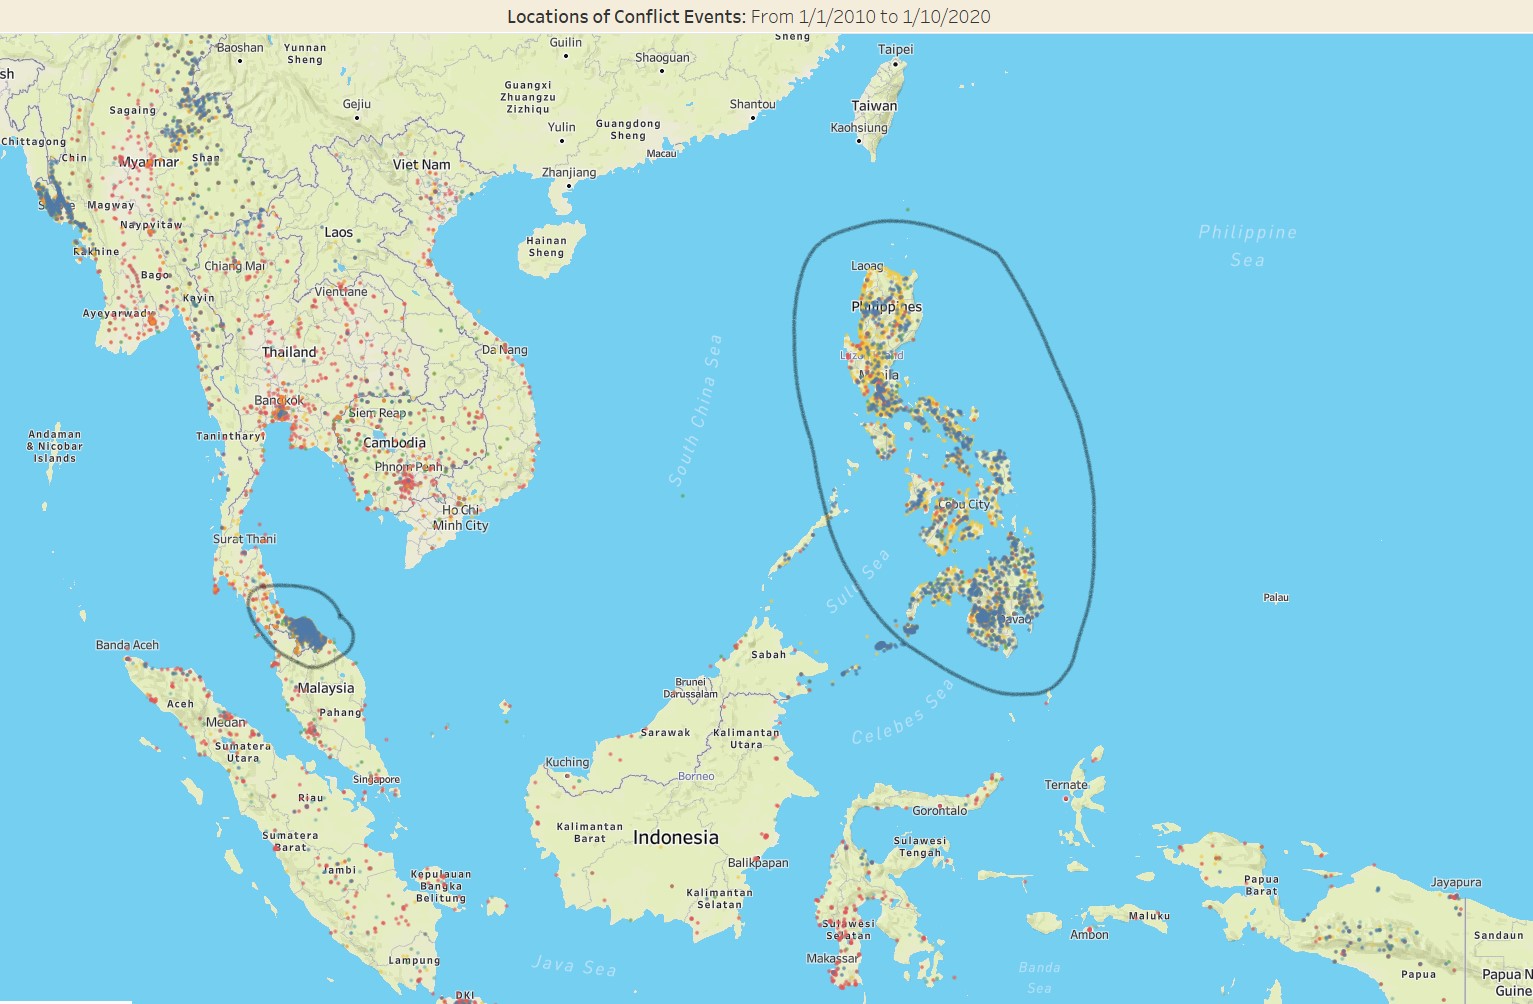 Locations of Conflict Events: From 1/1/2010 to 1/10/2020
Sheng
Guilin
Baoshan
Yunnan
Sheng
Taipei
Shaoguan
sh
Guangxi
Zhuangzu
Zizhiqu
Gejiu
Shantou
Taiwan
Sagaing
Guangdong
Sheng
Yulin
Kaohsiung
Chittagong
Macau
Chin
Myanmar
Shan
Viet Nam
Zhanjiang
Magway
Naypyitaw
Laos
Philippine
Sea
Hainan
Sheng
Rakhine
Bago
Chiang Mai
Laoag
Vientiane
Kayin
Philippines
Ayeyarwady
Thailand
Da Nang
Manila
South China Sea
Bangkok
Siem Reap
Tanintharyi
Cambodia
Andaman
& Nicobar
Islands
Phnom Penh
Cebu City
Ho Chi
Minh City
Surat Thani
Sulu Sea
Palau
Davao
Banda Aceh
Sabah
Malaysia
Brunei
Darussalam
Aceh
Pahang
Celebes Sea
Medan
Sarawak
Kalimantan
Utara
Sumatera
Utara
Kuching
Borneo
Singapore
Ternate
Riau
Gorontalo
Kalimantan
Barat
Indonesia
Sumatera
Barat
Sulawesi
Tengah
Balikpapan
Jambi
Kepulauan
Bangka
Belitung
Papua
Barat
Jayapura
Kalimantan
Selatan
Maluku
Sulawesi
Selatan
Ambon
Sandaun
Lampung
Makassar
Java Sea
Banda
Sea
Papua
Papua N
Guine
DKI